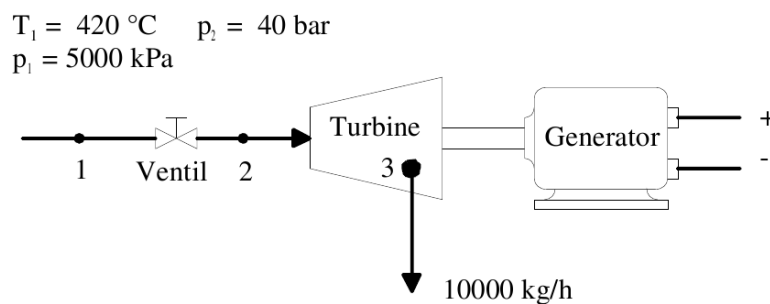 T₁ = 420 °C p₂ = 40 bar
p₁ = 5000 kPa
Turbine
Generator
+
-
1
Ventil
2
3
10000 kg/h